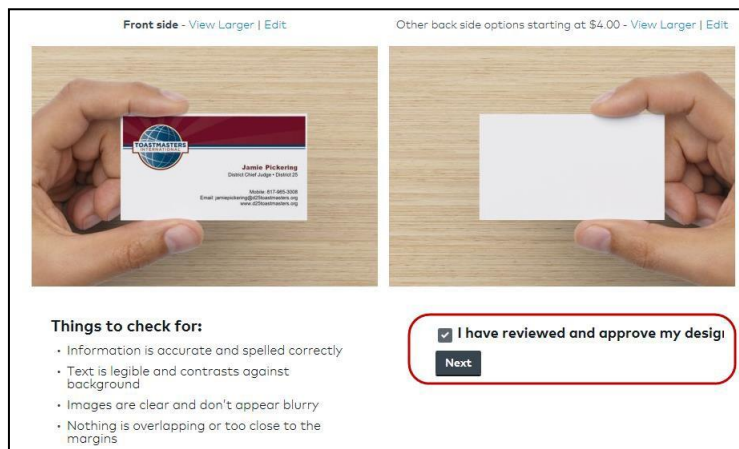 Front side - View Larger | Edit
Other back side options starting at $4.00 - View Larger | Edit
TOASTMASTERS
INTERNATIONAL
Jamie Pickering
District Chief Judge • District 25
Mobile: 817-965-3008
Email: jamiepickering@d25toastmasters.org
www.d25toastmasters.org
Things to check for:
• Information is accurate and spelled correctly
• Text is legible and contrasts against
background
• Images are clear and don't appear blurry
• Nothing is overlapping or too close to the
margins
I have reviewed and approve my desig
Next